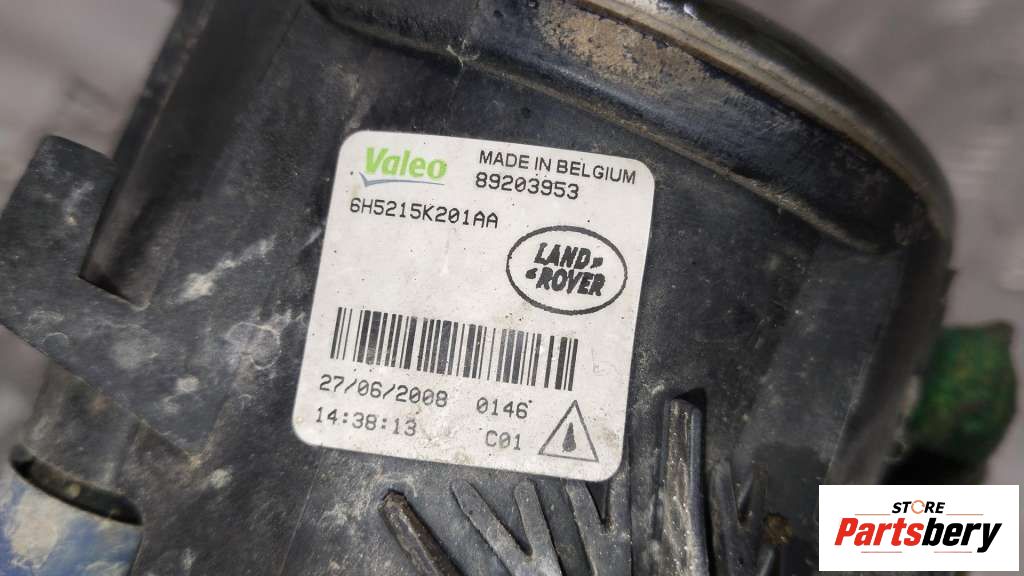 Valeo
MADE IN BELGIUM
89203953
6H5215K201AA
LAND
ROVER
27/06/2008 0146
14:38:13 C01
STORE
Partsbery